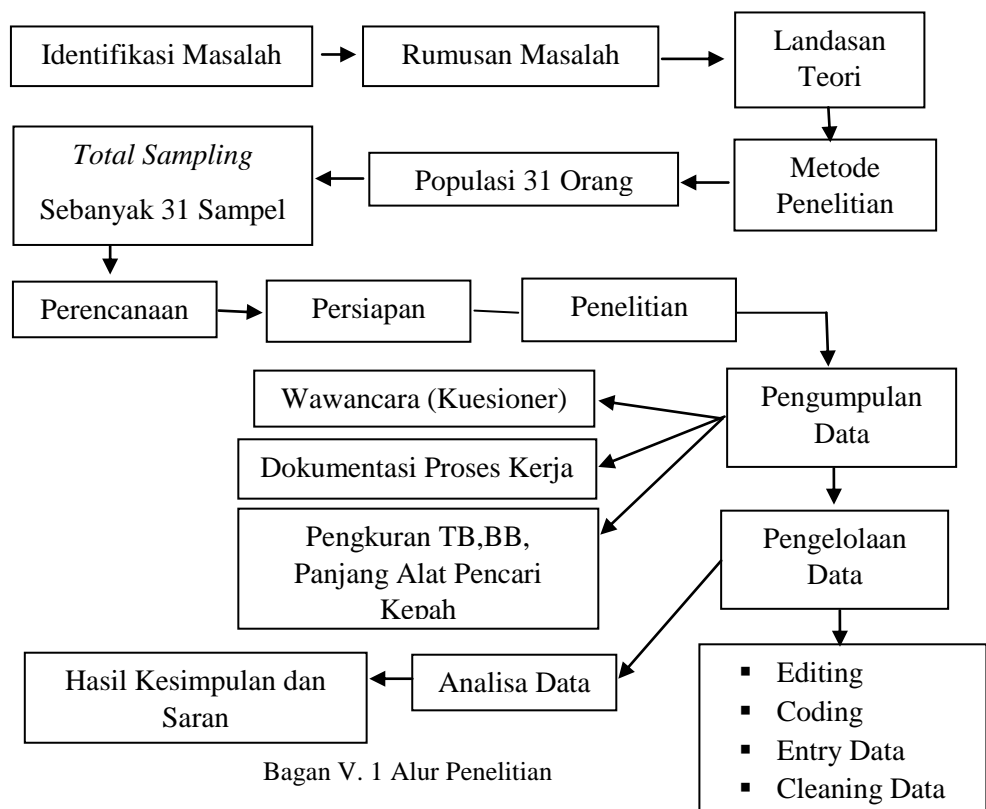 Identifikasi Masalah
Rumusan Masalah
Landasan
Teori
Metode
Penelitian
Populasi 31 Orang
Total Sampling
Sebanyak 31 Sampel
Perencanaan
Persiapan
Penelitian
Pengumpulan
Data
Wawancara (Kuesioner)
Dokumentasi Proses Kerja
Pengkuran TB,BB,
Panjang Alat Pencari
Kepah
Pengelolaan
Data
▪ Editing
▪ Coding
▪ Entry Data
▪ Cleaning Data
Analisa Data
Hasil Kesimpulan dan
Saran
Bagan V. 1 Alur Penelitian